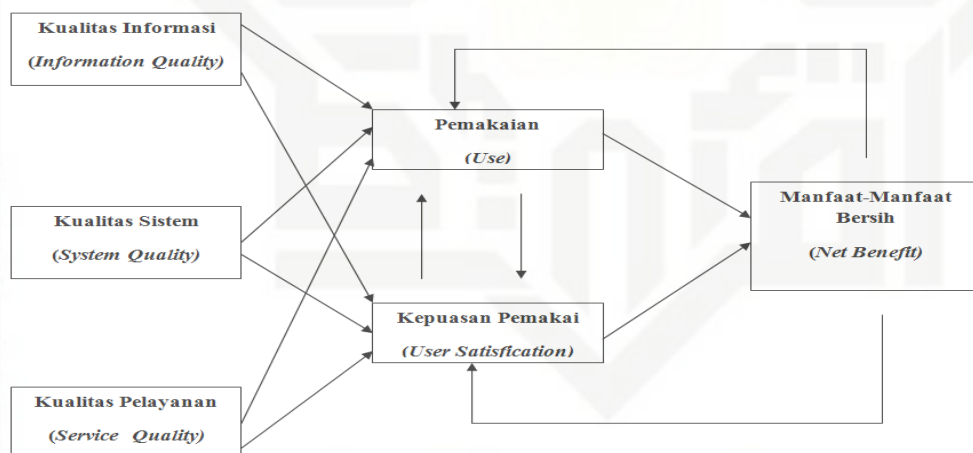 Kualitas Informasi
(Information Quality)
Pemakaian
(Use)
Kualitas Sistem
(System Quality)
Manfaat-Manfaat
Bersih
(Net Benefit)
Kepuasan Pemakai
(User Satisfication)
Kualitas Pelayanan
(Service Quality)